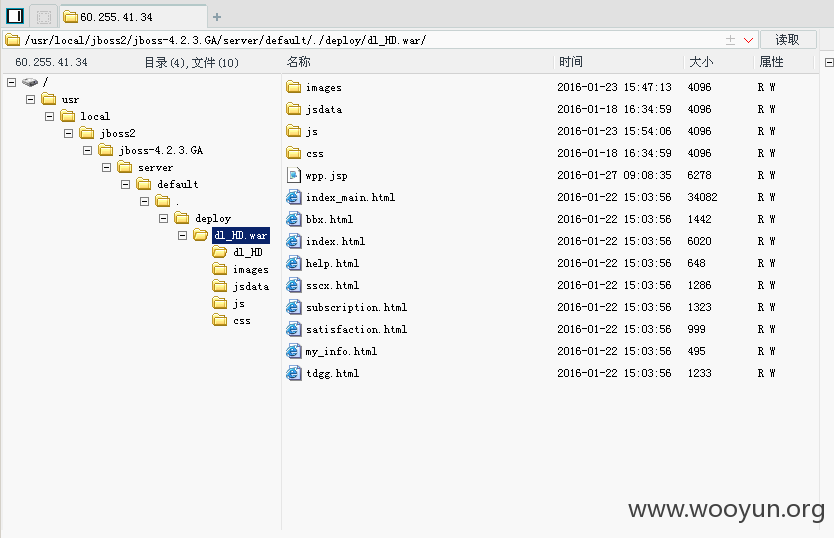 60.255.41.34
/usr/local/jboss2/jboss-4.2.3.GA/server/default/./deploy/dl_HD.war/
读取
60.255.41.34 目录(4),文件(10)
名称 时间 大小 属性
/
usr
local
jboss2
jboss-4.2.3.GA
server
default
.
deploy
dl_HD.war
dl_HD
images
jsdata
js
css
images 2016-01-23 15:47:13 4096 R W
jsdata 2016-01-18 16:34:59 4096 R W
js 2016-01-23 15:54:06 4096 R W
css 2016-01-18 16:34:59 4096 R W
wpp.jsp 2016-01-27 09:08:35 6278 R W
index_main.html 2016-01-22 15:03:56 34082 R W
bbx.html 2016-01-22 15:03:56 1442 R W
index.html 2016-01-22 15:03:56 6020 R W
help.html 2016-01-22 15:03:56 648 R W
sscx.html 2016-01-22 15:03:56 1286 R W
subscription.html 2016-01-22 15:03:56 1323 R W
satisfaction.html 2016-01-22 15:03:56 999 R W
my_info.html 2016-01-22 15:03:56 495 R W
tdgg.html 2016-01-22 15:03:56 1233 R W
www.wooyun.org